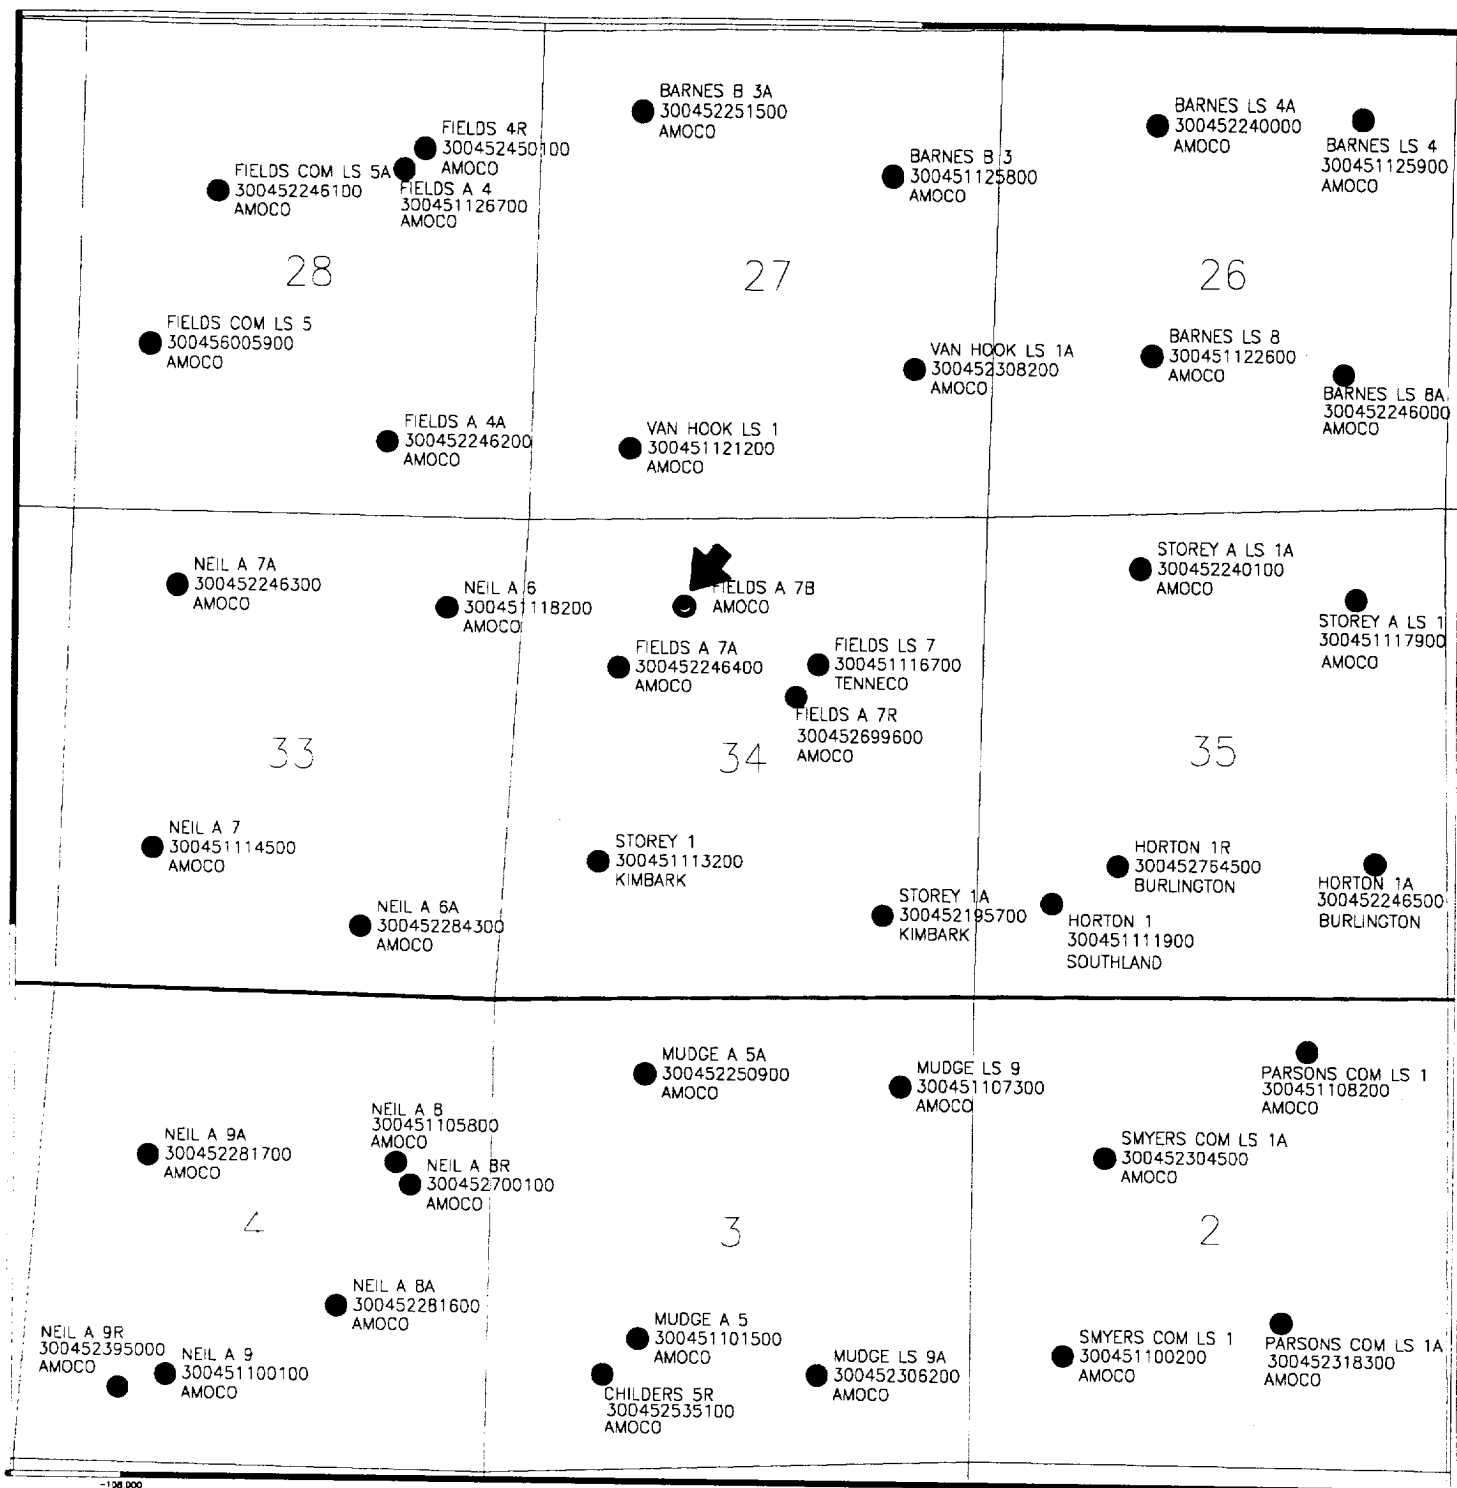 BARNES B 3A
300452251500
AMOCO
BARNES LS 4A
300452240000
AMOCO
BARNES LS 4
300451125900
AMOCO
FIELDS 4R
300452450100
AMOCO
FIELDS COM LS 5A
300452246100
AMOCO
FIELDS A 4
300451126700
AMOCO
BARNES B 3
300451125800
AMOCO
28
27
26
FIELDS COM LS 5
300456005900
AMOCO
VAN HOOK LS 1A
300452308200
AMOCO
BARNES LS 8
300451122600
AMOCO
BARNES LS 8A
300452246000
AMOCO
FIELDS A 4A
300452246200
AMOCO
VAN HOOK LS 1
300451121200
AMOCO
NEIL A 7A
300452246300
AMOCO
NEIL A 6
300451118200
AMOCO
FIELDS A 7B
AMOCO
STOREY A LS 1A
300452240100
AMOCO
STOREY A LS 1
300451117900
AMOCO
FIELDS A 7A
300452246400
AMOCO
FIELDS LS 7
300451116700
TENNECO
FIELDS A 7R
300452699600
AMOCO
33
34
35
NEIL A 7
300451114500
AMOCO
STOREY 1
300451113200
KIMBARK
HORTON 1R
300452764500
BURLINGTON
HORTON 1A
300452246500
BURLINGTON
NEIL A 6A
300452284300
AMOCO
STOREY 1A
300452195700
KIMBARK
HORTON 1
300451111900
SOUTHLAND
MUDGE A 5A
300452250900
AMOCO
MUDGE LS 9
300451107300
AMOCO
PARSONS COM LS 1
300451108200
AMOCO
NEIL A 8
300451105800
AMOCO
NEIL A 9A
300452281700
AMOCO
NEIL A 8R
300452700100
AMOCO
SMYERS COM LS 1A
300452304500
AMOCO
4
3
2
NEIL A 8A
300452281600
AMOCO
NEIL A 9R
300452395000
AMOCO
NEIL A 9
300451100100
AMOCO
MUDGE A 5
300451101500
AMOCO
CHILDERS 5R
300452535100
AMOCO
MUDGE LS 9A
300452306200
AMOCO
SMYERS COM LS 1
300451100200
AMOCO
PARSONS COM LS 1A
300452318300
AMOCO
-108.000